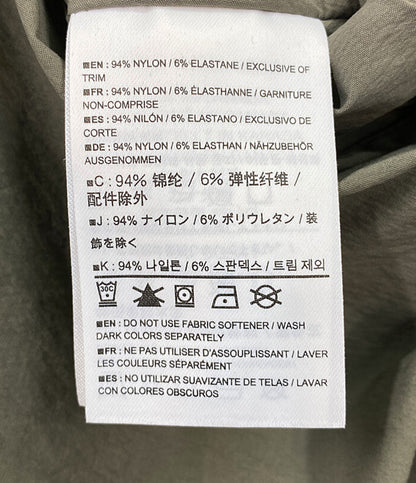 ■EN : 94% NYLON / 6% ELASTANE / EXCLUSIVE OF
TRIM
■FR : 94% NYLON / 6% ÉLASTHANNE / GARNITURE
NON-COMPRISE
■ES : 94% NILÓN / 6% ELASTANO / EXCLUSIVO DE
CORTE
■DE : 94% NYLON / 6% ELASTHAN / NÄHZUBEHÖR
AUSGENOMMEN
■C : 94% 锦纶 / 6% 弹性纤维 /
配件除外
■J : 94% ナイロン / 6% ポリウレタン / 装
飾を除く
■K : 94% 나일론 / 6% 스판덱스 / 트림 제외
30C
■EN : DO NOT USE FABRIC SOFTENER / WASH
DARK COLORS SEPARATELY
■FR : NE PAS UTILISER D'ASSOUPLISSANT / LAVER
LES COULEURS SÉPARÉMENT
■ES : NO UTILIZAR SUAVIZANTE DE TELAS / LAVAR
CON COLORES OBSCUROS